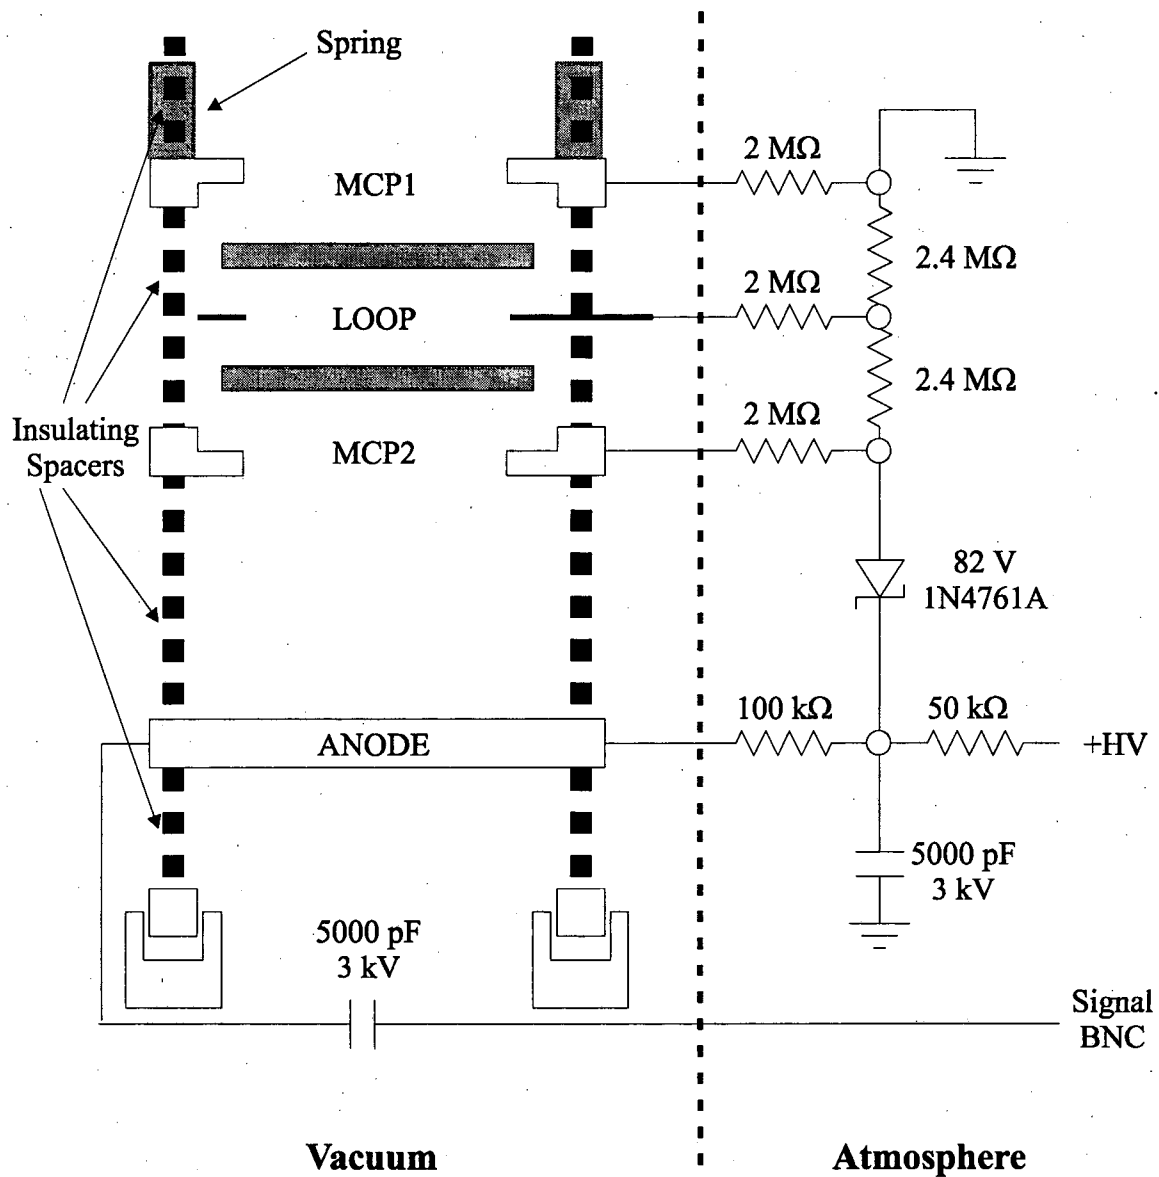 Spring
2 MΩ
MCP1
2.4 MΩ
2 MΩ
LOOP
2.4 MΩ
2 MΩ
Insulating
Spacers
MCP2
82 V
1N4761A
100 kΩ
50 kΩ
ANODE
+HV
5000 pF
3 kV
5000 pF
3 kV
Signal
BNC
Vacuum
Atmosphere